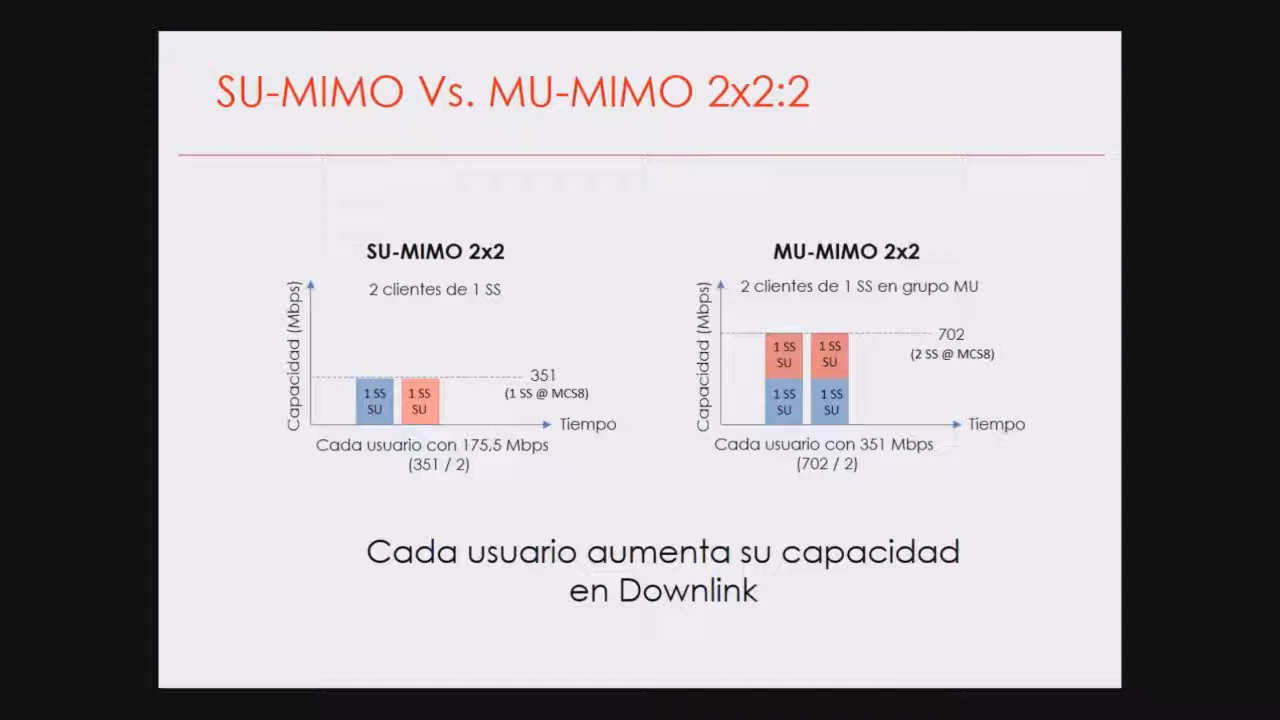 SU-MIMO Vs. MU-MIMO 2x2:2
SU-MIMO 2x2
2 clientes de 1 SS
Capacidad (Mbps)
351
(1 SS @ MCS8)
1 SS
SU
1 SS
SU
Tiempo
Cada usuario con 175,5 Mbps
(351 / 2)
MU-MIMO 2x2
2 clientes de 1 SS en grupo MU
Capacidad (Mbps)
702
(2 SS @ MCS8)
1 SS
SU
1 SS
SU
1 SS
SU
1 SS
SU
Tiempo
Cada usuario con 351 Mbps
(702 / 2)
Cada usuario aumenta su capacidad
en Downlink